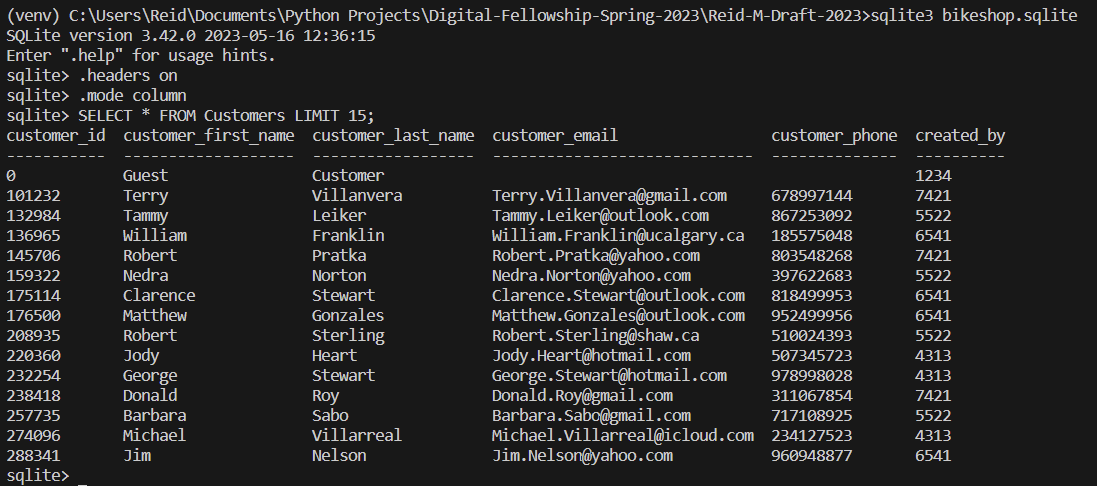 (venv) C:\Users\Reid\Documents\Python Projects\Digital-Fellowship-Spring-2023\Reid-M-Draft-2023>sqlite3 bikeshop.sqlite
SQLite version 3.42.0 2023-05-16 12:36:15
Enter ".help" for usage hints.
sqlite> .headers on
sqlite> .mode column
sqlite> SELECT * FROM Customers LIMIT 15;
customer_id  customer_first_name  customer_last_name  customer_email                customer_phone  created_by
-----------  -------------------  ------------------  ----------------------------  --------------  ----------
0            Guest                Customer                                                          1234
101232       Terry                Villanvera          Terry.Villanvera@gmail.com    678997144       7421
132984       Tammy                Leiker              Tammy.Leiker@outlook.com      867253092       5522
136965       William              Franklin            William.Franklin@ucalgary.ca  185575048       6541
145706       Robert               Pratka              Robert.Pratka@yahoo.com       803548268       7421
159322       Nedra                Norton              Nedra.Norton@yahoo.com        397622683       5522
175114       Clarence             Stewart             Clarence.Stewart@outlook.com  818499953       6541
176500       Matthew              Gonzales            Matthew.Gonzales@outlook.com  952499956       6541
208935       Robert               Sterling            Robert.Sterling@shaw.ca       510024393       5522
220360       Jody                 Heart               Jody.Heart@hotmail.com        507345723       4313
232254       George               Stewart             George.Stewart@hotmail.com    978998028       4313
238418       Donald               Roy                 Donald.Roy@gmail.com          311067854       7421
257735       Barbara              Sabo                Barbara.Sabo@gmail.com        717108925       5522
274096       Michael              Villarreal          Michael.Villarreal@icloud.com 234127523       4313
288341       Jim                  Nelson              Jim.Nelson@yahoo.com          960948877       6541
sqlite>